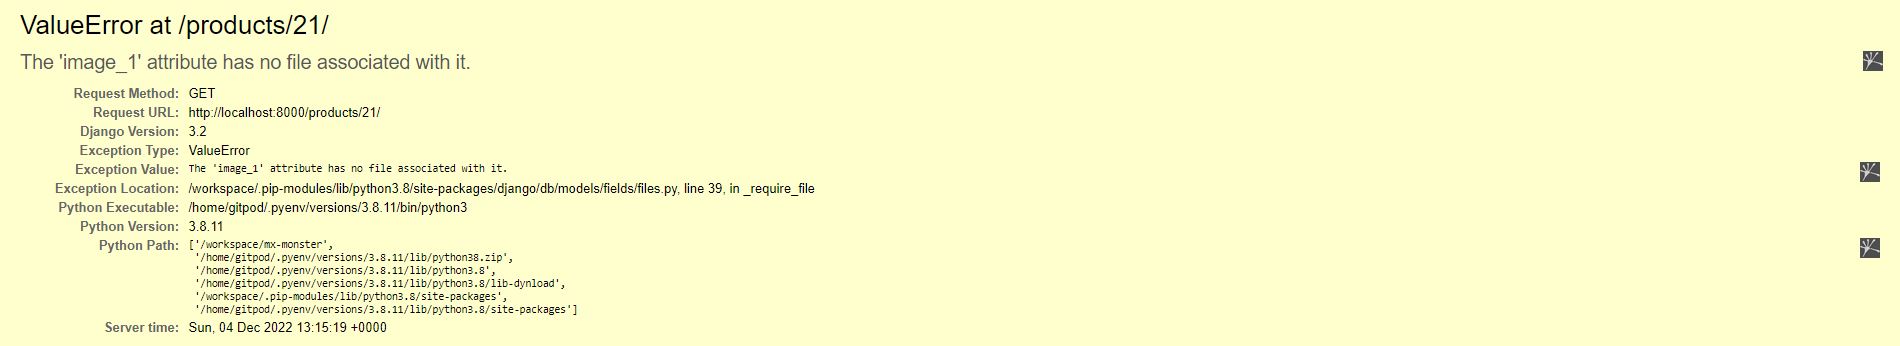 ValueError at /products/21/
The 'image_1' attribute has no file associated with it.
Request Method: GET
Request URL: http://localhost:8000/products/21/
Django Version: 3.2
Exception Type: ValueError
Exception Value: The 'image_1' attribute has no file associated with it.
Exception Location: /workspace/.pip-modules/lib/python3.8/site-packages/django/db/models/fields/files.py, line 39, in _require_file
Python Executable: /home/gitpod/.pyenv/versions/3.8.11/bin/python3
Python Version: 3.8.11
Python Path: ['/workspace/mx-monster',
'/home/gitpod/.pyenv/versions/3.8.11/lib/python38.zip',
'/home/gitpod/.pyenv/versions/3.8.11/lib/python3.8',
'/home/gitpod/.pyenv/versions/3.8.11/lib/python3.8/lib-dynload',
'/workspace/.pip-modules/lib/python3.8/site-packages',
'/home/gitpod/.pyenv/versions/3.8.11/lib/python3.8/site-packages']
Server time: Sun, 04 Dec 2022 13:15:19 +0000